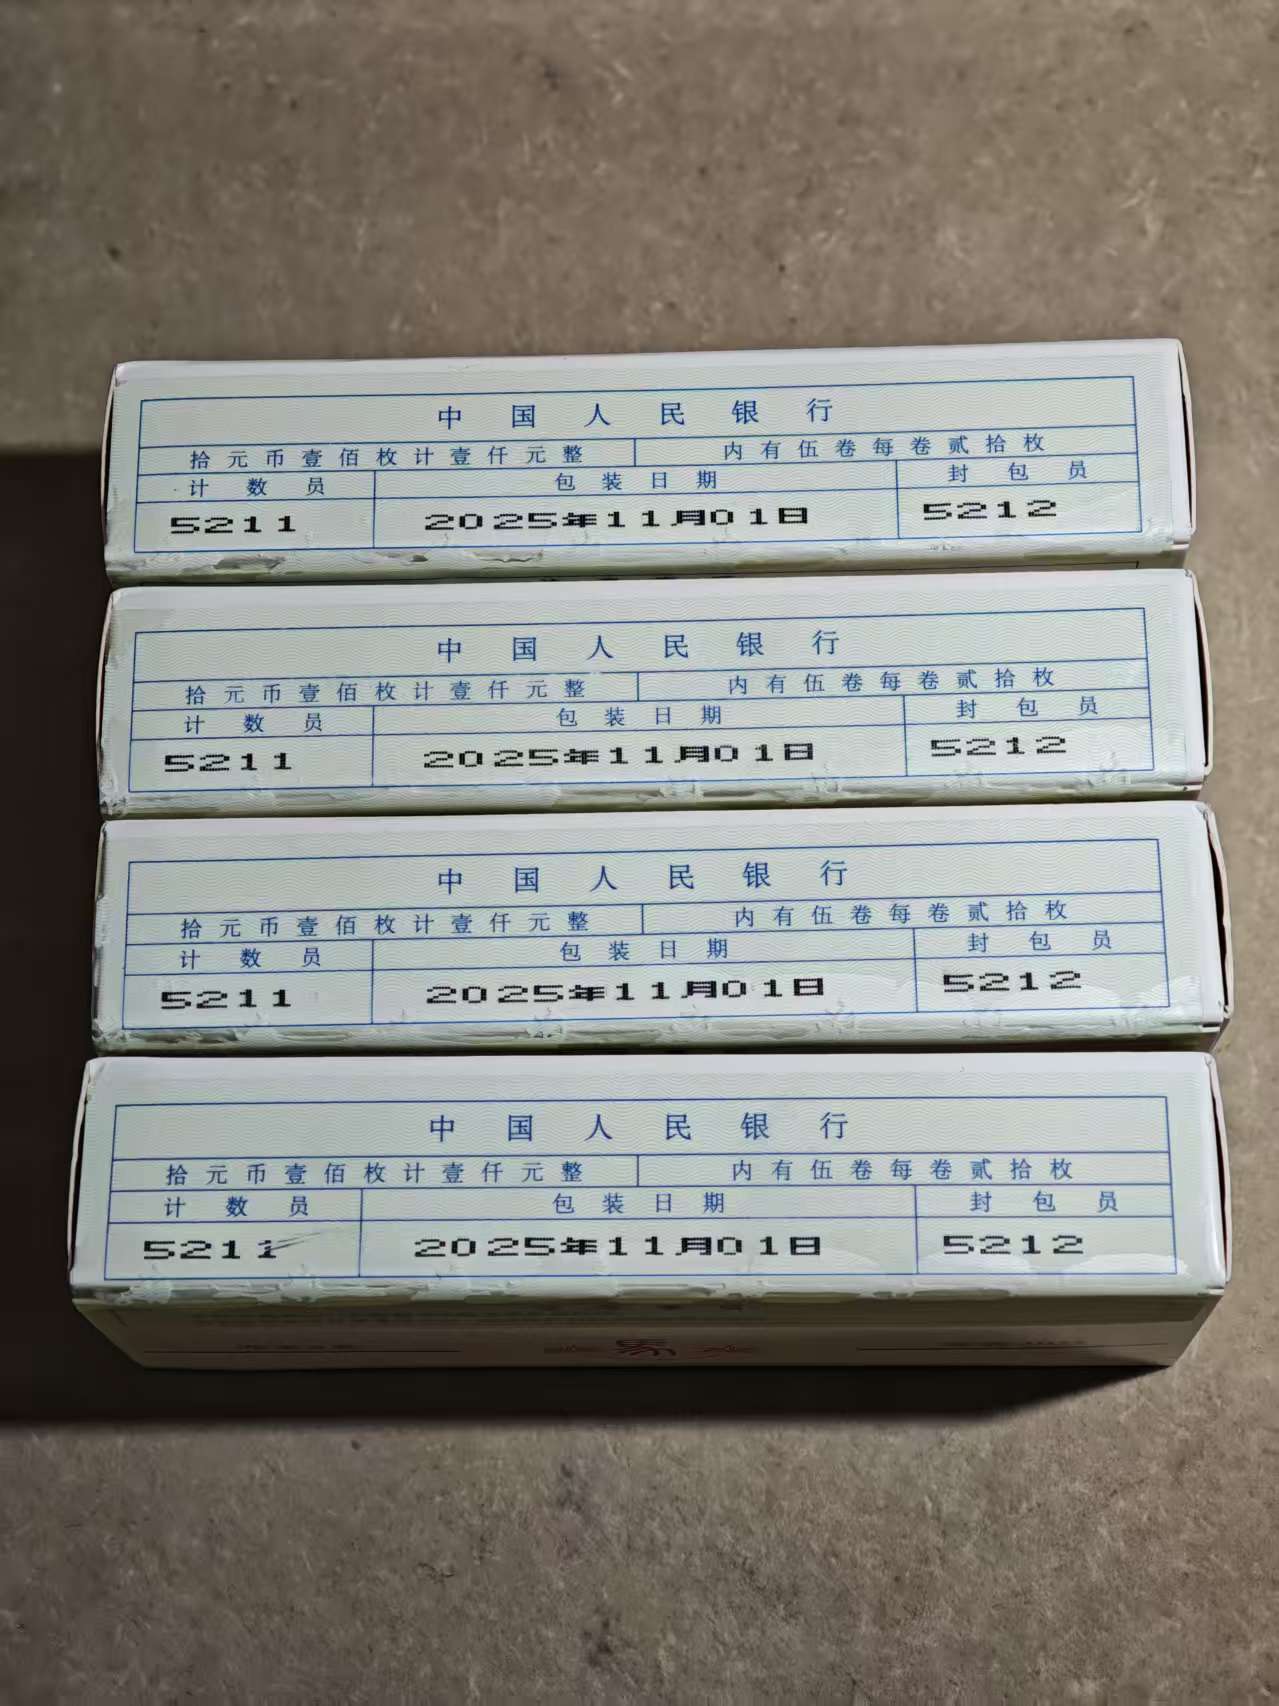 中国人民银行
拾元币壹佰枚计壹仟元整 内有伍卷每卷贰拾枚
计数员 包装日期 封包员
5211 2025年11月01日 5212
中国人民银行
拾元币壹佰枚计壹仟元整 内有伍卷每卷贰拾枚
计数员 包装日期 封包员
5211 2025年11月01日 5212
中国人民银行
拾元币壹佰枚计壹仟元整 内有伍卷每卷贰拾枚
计数员 包装日期 封包员
5211 2025年11月01日 5212
中国人民银行
拾元币壹佰枚计壹仟元整 内有伍卷每卷贰拾枚
计数员 包装日期 封包员
5211 2025年11月01日 5212